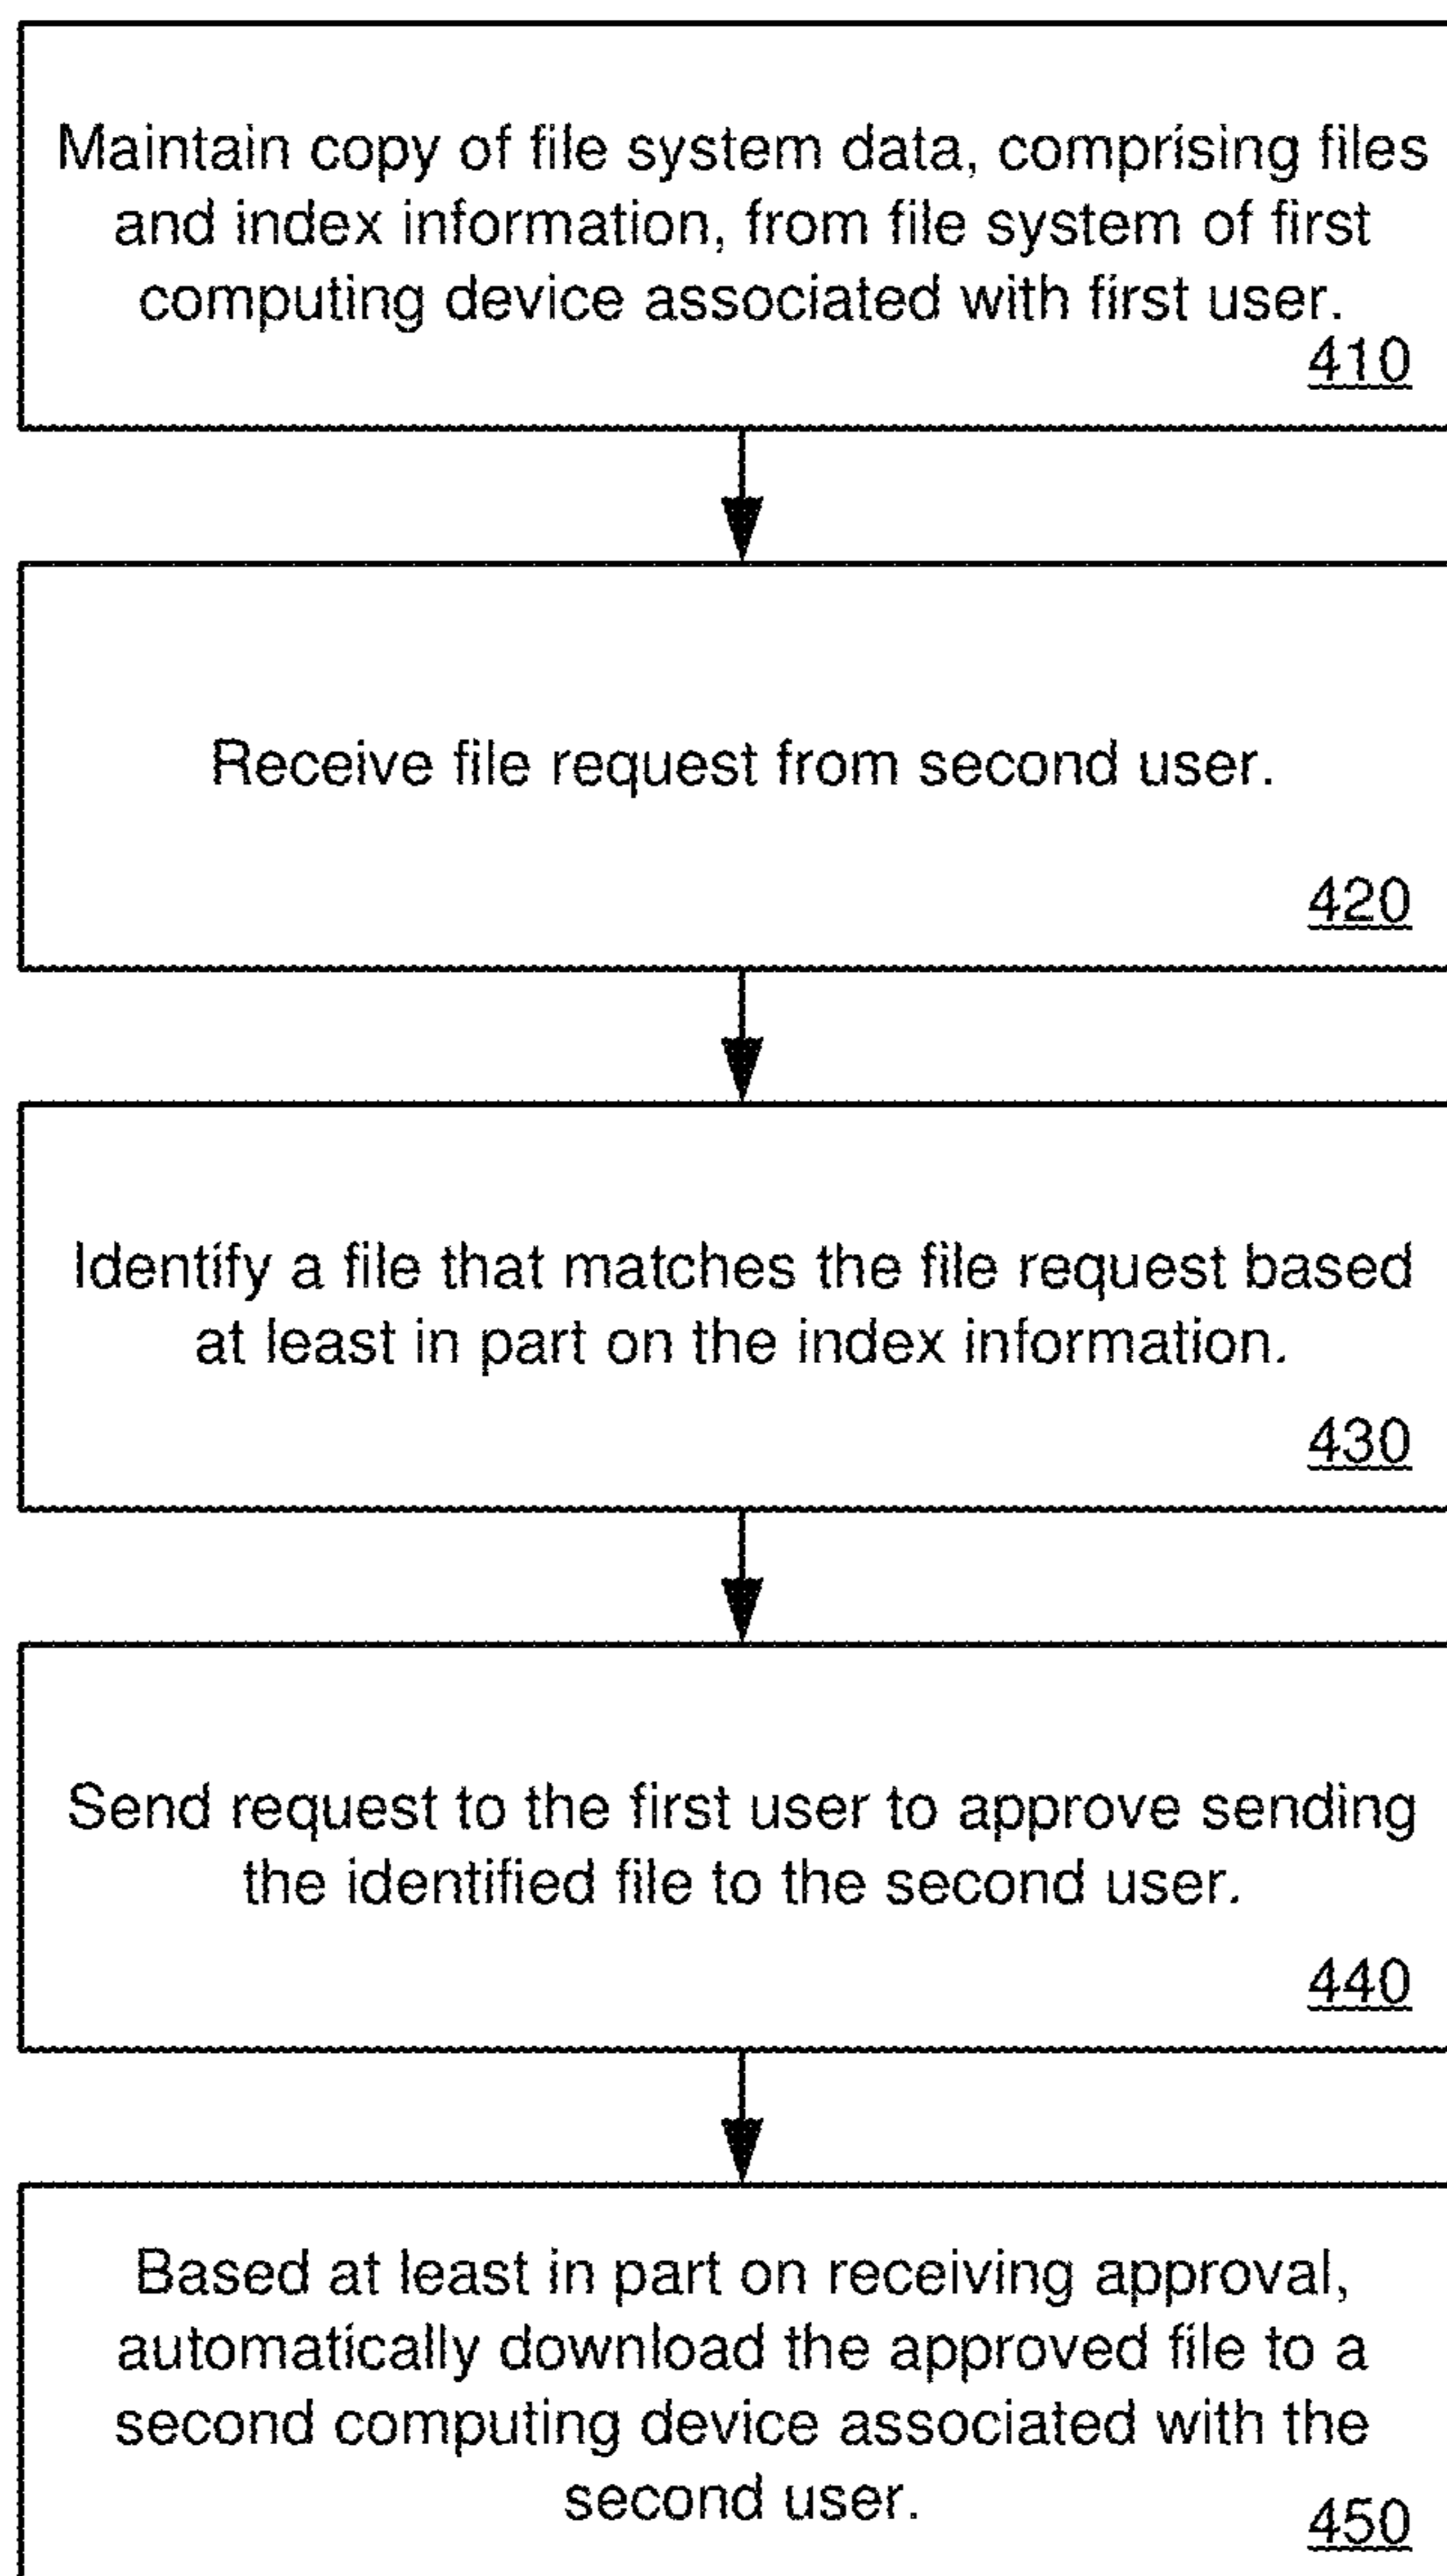 Maintain copy of file system data, comprising files
and index information, from file system of first
computing device associated with first user.
410
Receive file request from second user.
420
Identify a file that matches the file request based
at least in part on the index information.
430
Send request to the first user to approve sending
the identified file to the second user.
440
Based at least in part on receiving approval,
automatically download the approved file to a
second computing device associated with the
second user.
450